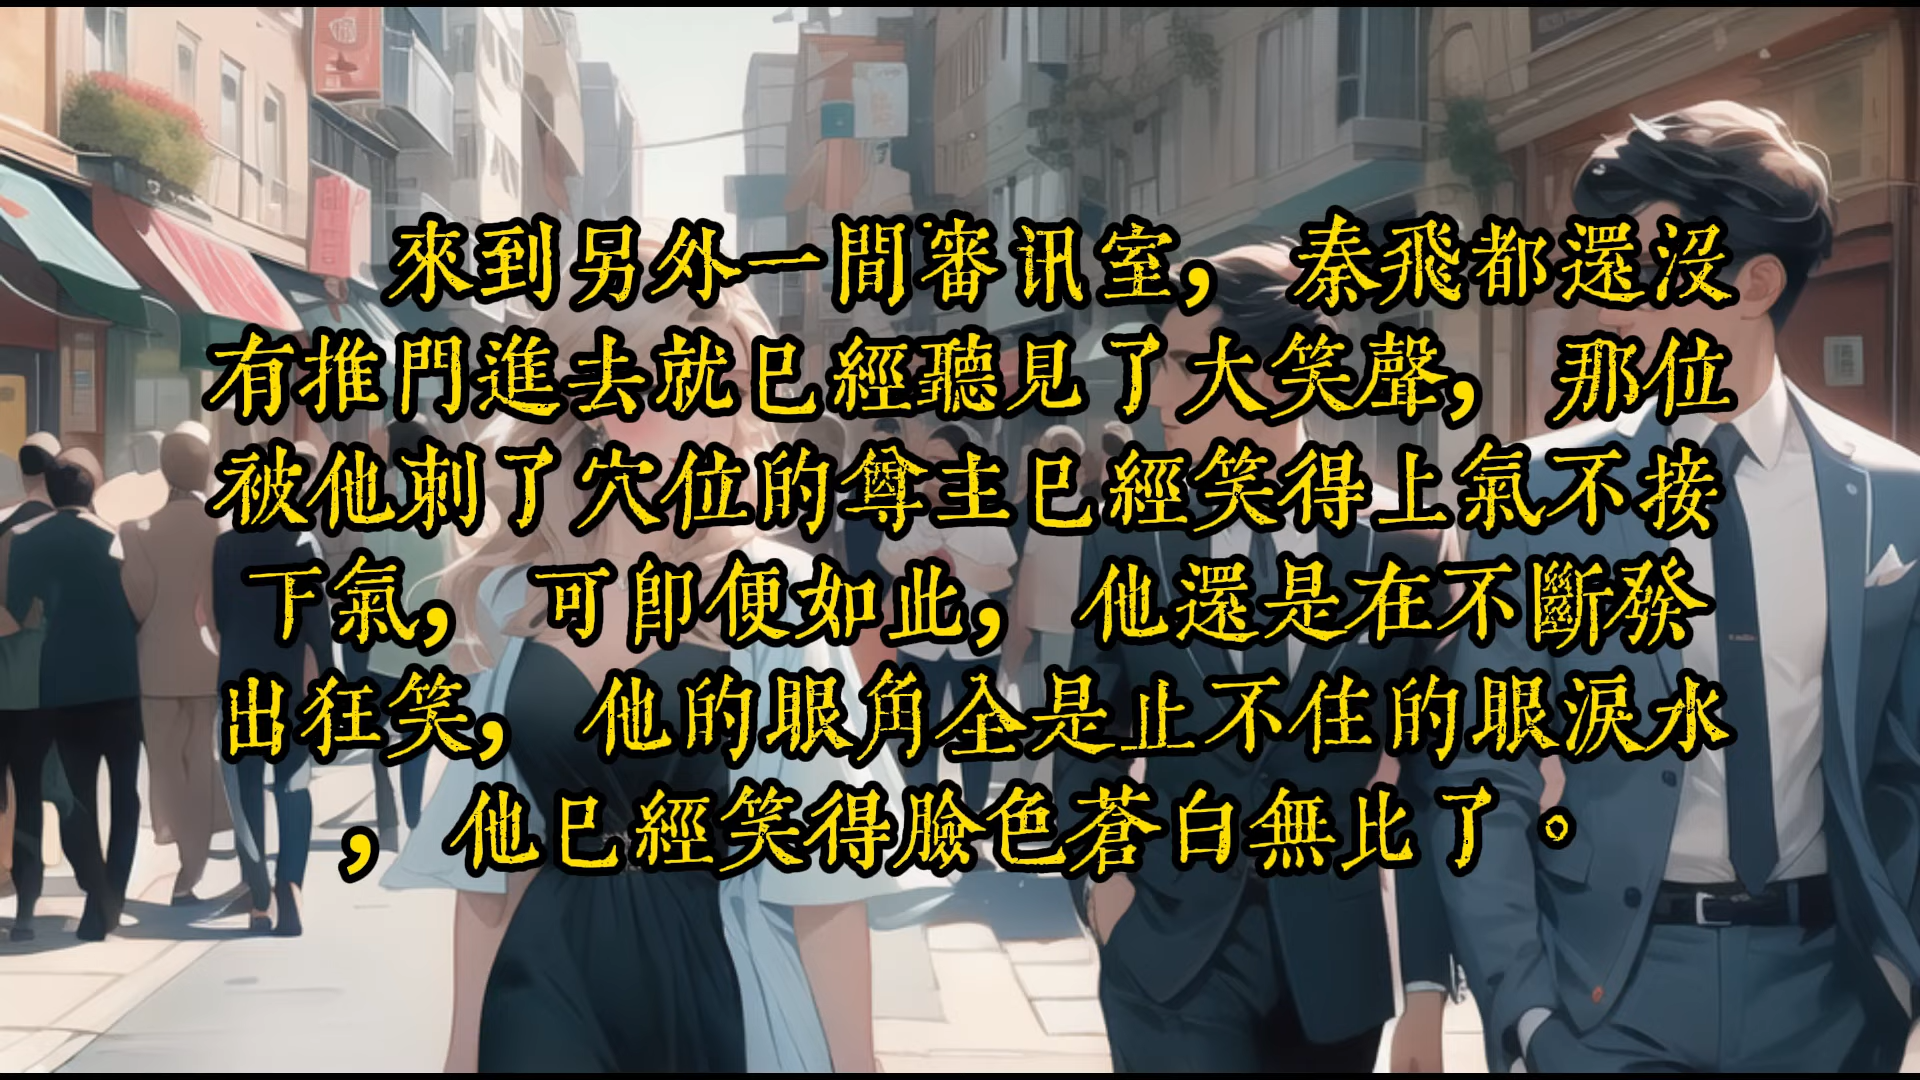 來到另外一間審讯室，秦飛都還沒
有推門進去就已經聽見了大笑聲，那位
被他刺了穴位的尊主已經笑得上氣不接
下氣，可即便如此，他還是在不斷發
出狂笑，他的眼角全是止不住的眼淚水
，他已經笑得臉色蒼白無比了。